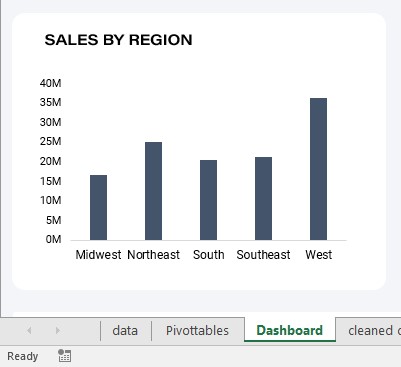 SALES BY REGION
40M
35M
30M
25M
20M
15M
10M
5M
0M
Midwest Northeast South Southeast West
data Pivottables Dashboard cleaned
Ready